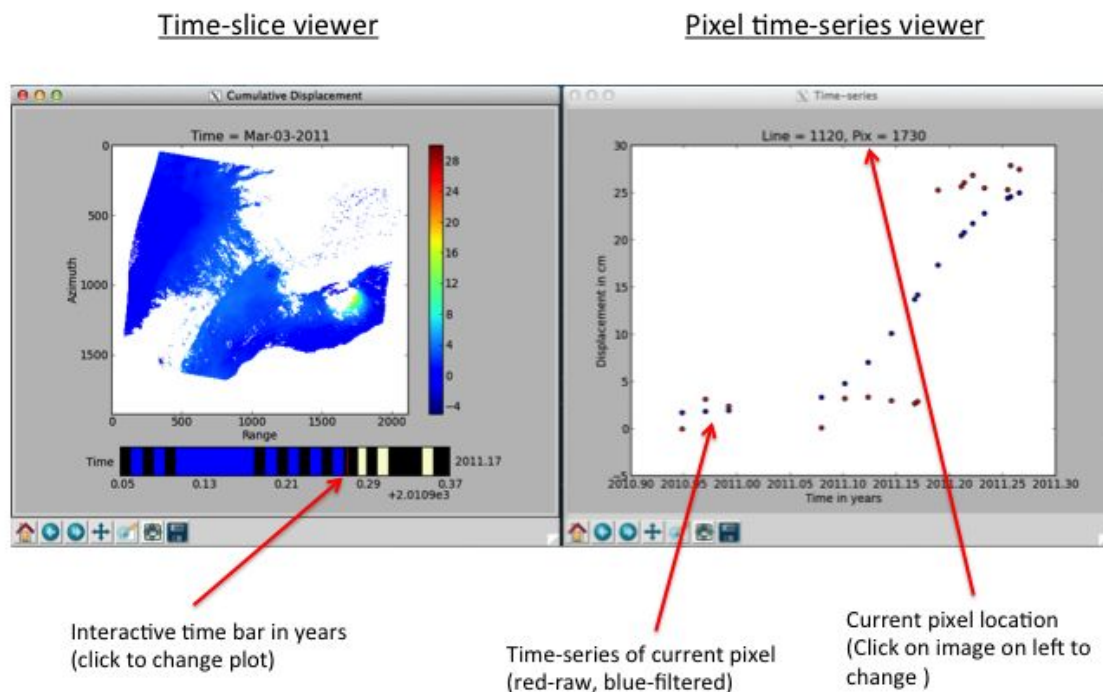 Time-slice viewer
Pixel time-series viewer
Cumulative Displacement
Time = Mar-03-2011
0
500
1000
1500
Azimuth
0
500
1000
1500
2000
Range
28
24
20
16
12
8
4
0
−4
Time
2011.17
0.05
0.13
0.21
0.29
0.37
+2.0109e3
Time-series
Line = 1120, Pix = 1730
30
25
20
15
10
5
0
−5
Displacement in cm
2010.90
2010.95
2011.00
2011.05
2011.10
2011.15
2011.20
2011.25
2011.30
Time in years
Interactive time bar in years
(click to change plot)
Time-series of current pixel
(red-raw, blue-filtered)
Current pixel location
(Click on image on left to
change )